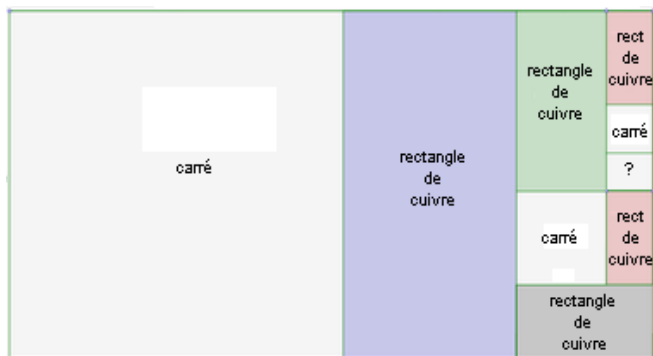 carré
rectangle
de
cuivre
rectangle
de
cuivre
rect
de
cuivre
carré
?
carré
rect
de
cuivre
rectangle
de
cuivre